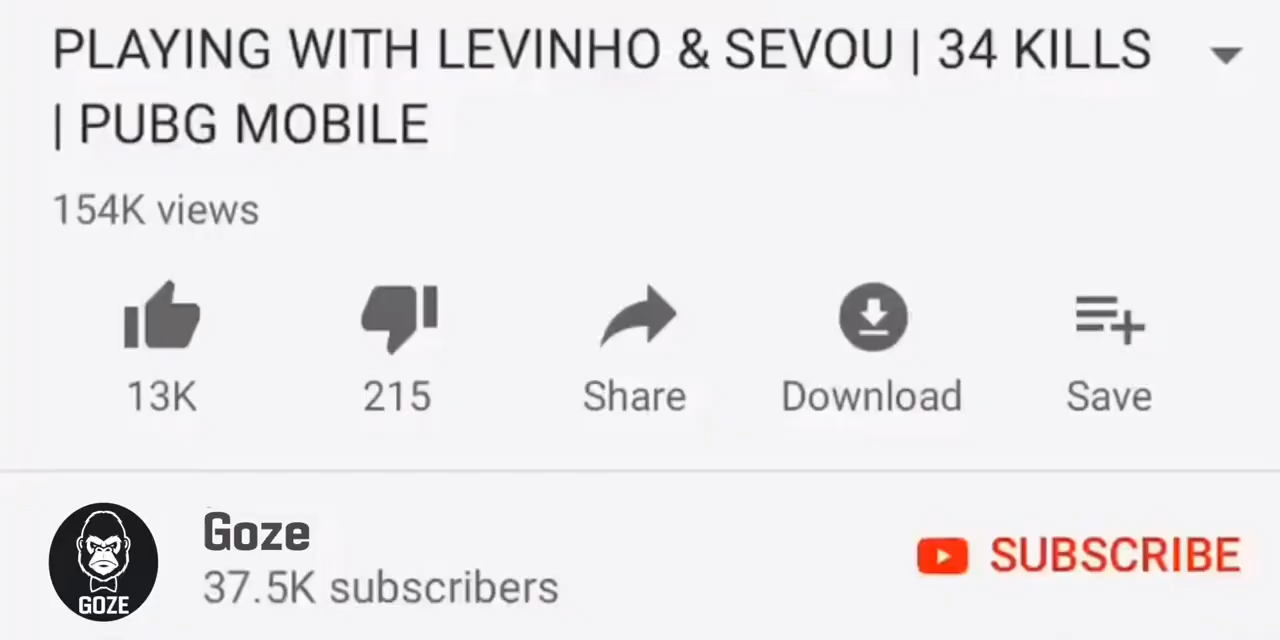 PLAYING WITH LEVINHO & SEVOU | 34 KILLS
| PUBG MOBILE
154K views
13K 215 Share Download Save
Goze
GOZE
37.5K subscribers
SUBSCRIBE